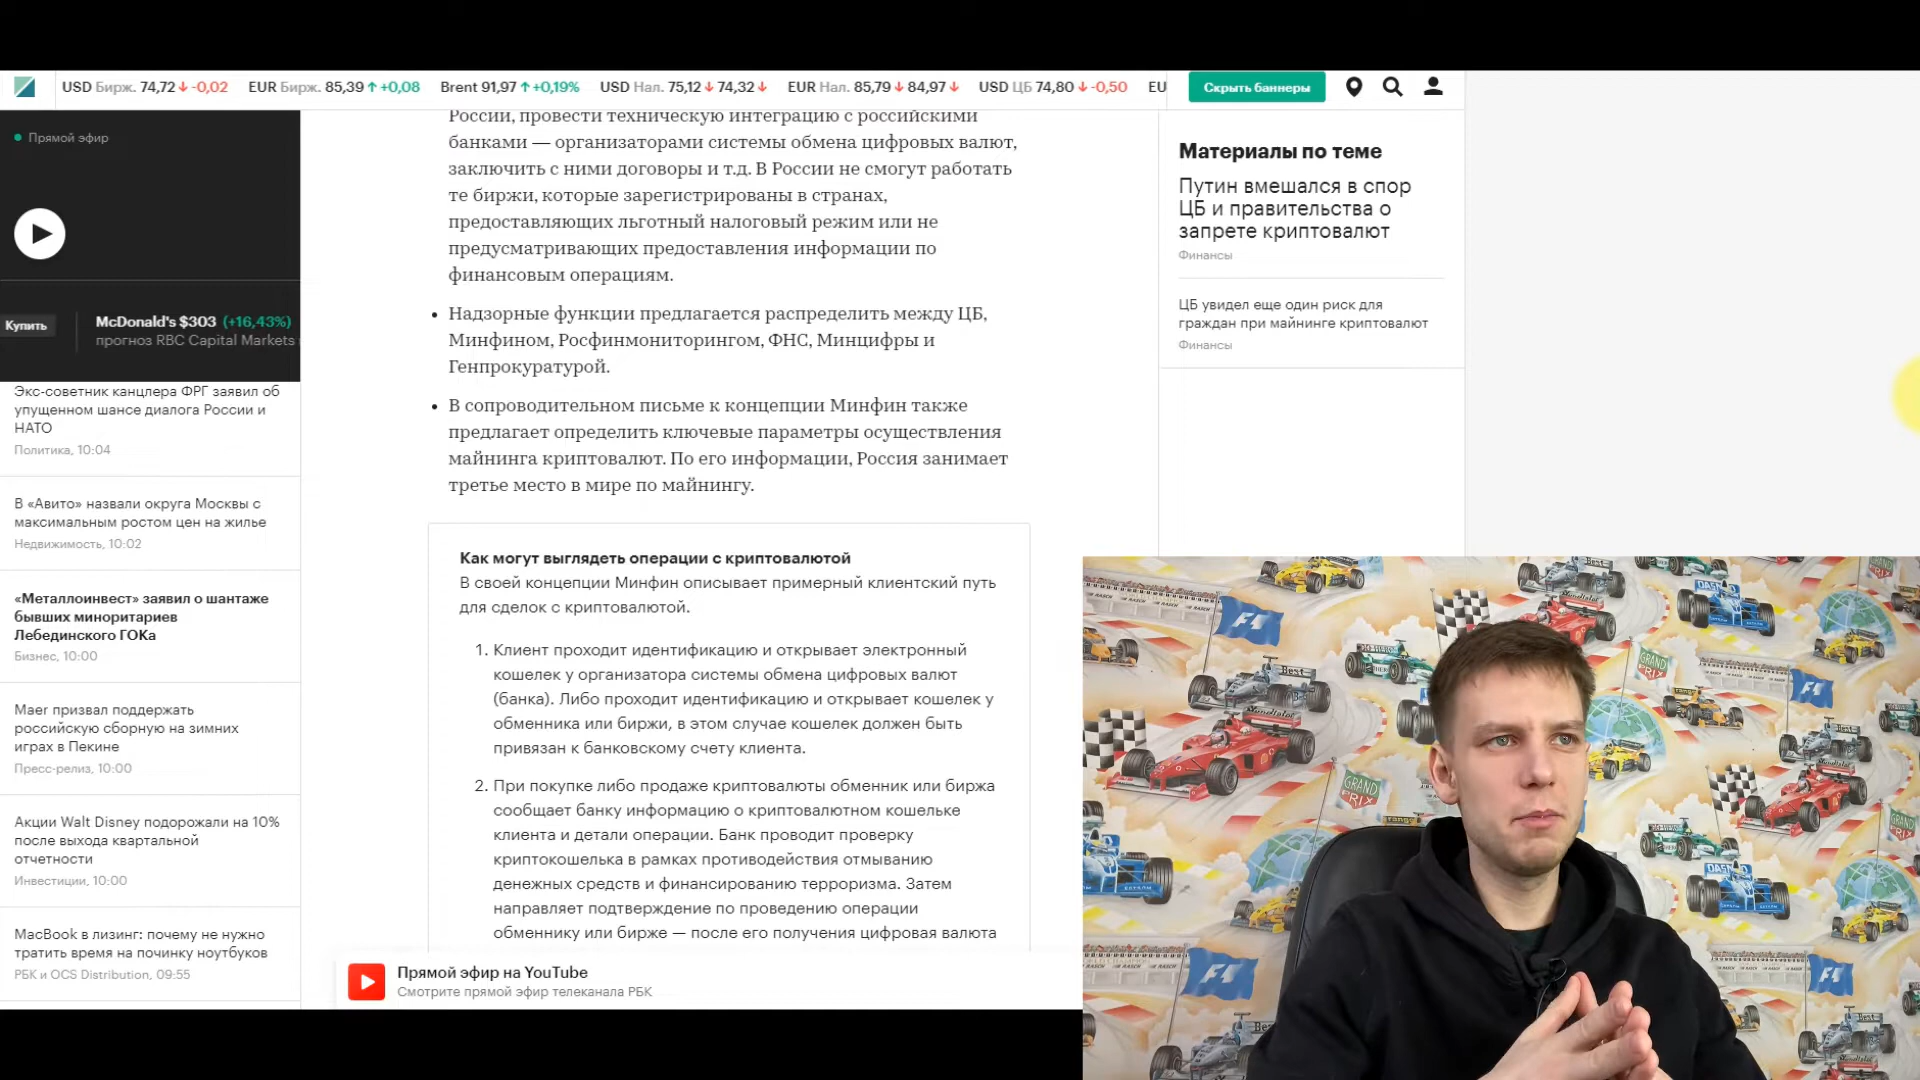 USD Бирж. 74,72 ↓ -0,02 EUR Бирж. 85,39 ↑ +0,08 Brent 91,97 ↑ +0,19% USD Нал. 75,12 ↓ 74,32 ↓ EUR Нал. 85,79 ↓ 84,97 ↓ USD ЦБ 74,80 ↓ -0,50 EU
Скрыть баннеры
Прямой эфир
Купить
McDonald's $303 (+16,43%)
прогноз RBC Capital Markets
Экс-советник канцлера ФРГ заявил об
упущенном шансе диалога России и
НАТО
Политика, 10:04
В «Авито» назвали округа Москвы с
максимальным ростом цен на жилье
Недвижимость, 10:02
«Металлоинвест» заявил о шантаже
бывших миноритариев
Лебединского ГОКа
Бизнес, 10:00
Маег призвал поддержать
российскую сборную на зимних
играх в Пекине
Пресс-релиз, 10:00
Акции Walt Disney подорожали на 10%
после выхода квартальной
отчетности
Инвестиции, 10:00
MacBook в лизинг: почему не нужно
тратить время на починку ноутбуков
РБК и OCS Distribution, 09:55
России, провести техническую интеграцию с российскими
банками — организаторами системы обмена цифровых валют,
заключить с ними договоры и т.д. В России не смогут работать
те биржи, которые зарегистрированы в странах,
предоставляющих льготный налоговый режим или не
предусматривающих предоставления информации по
финансовым операциям.
• Надзорные функции предлагается распределить между ЦБ,
Минфином, Росфинмониторингом, ФНС, Минцифры и
Генпрокуратурой.
• В сопроводительном письме к концепции Минфин также
предлагает определить ключевые параметры осуществления
майнинга криптовалют. По его информации, Россия занимает
третье место в мире по майнингу.
Как могут выглядеть операции с криптовалютой
В своей концепции Минфин описывает примерный клиентский путь
для сделок с криптовалютой.
1. Клиент проходит идентификацию и открывает электронный
кошелек у организатора системы обмена цифровых валют
(банка). Либо проходит идентификацию и открывает кошелек у
обменника или биржи, в этом случае кошелек должен быть
привязан к банковскому счету клиента.
2. При покупке либо продаже криптовалюты обменник или биржа
сообщает банку информацию о криптовалютном кошельке
клиента и детали операции. Банк проводит проверку
криптокошелька в рамках противодействия отмыванию
денежных средств и финансированию терроризма. Затем
направляет подтверждение по проведению операции
обменнику или бирже — после его получения цифровая валюта
Прямой эфир на YouTube
Смотрите прямой эфир телеканала РБК
Материалы по теме
Путин вмешался в спор
ЦБ и правительства о
запрете криптовалют
Финансы
ЦБ увидел еще один риск для
граждан при майнинге криптовалют
Финансы
F1
Best
GRAND
PRIX
Mondiale
GRAND
PRIX
F1
F1
F1